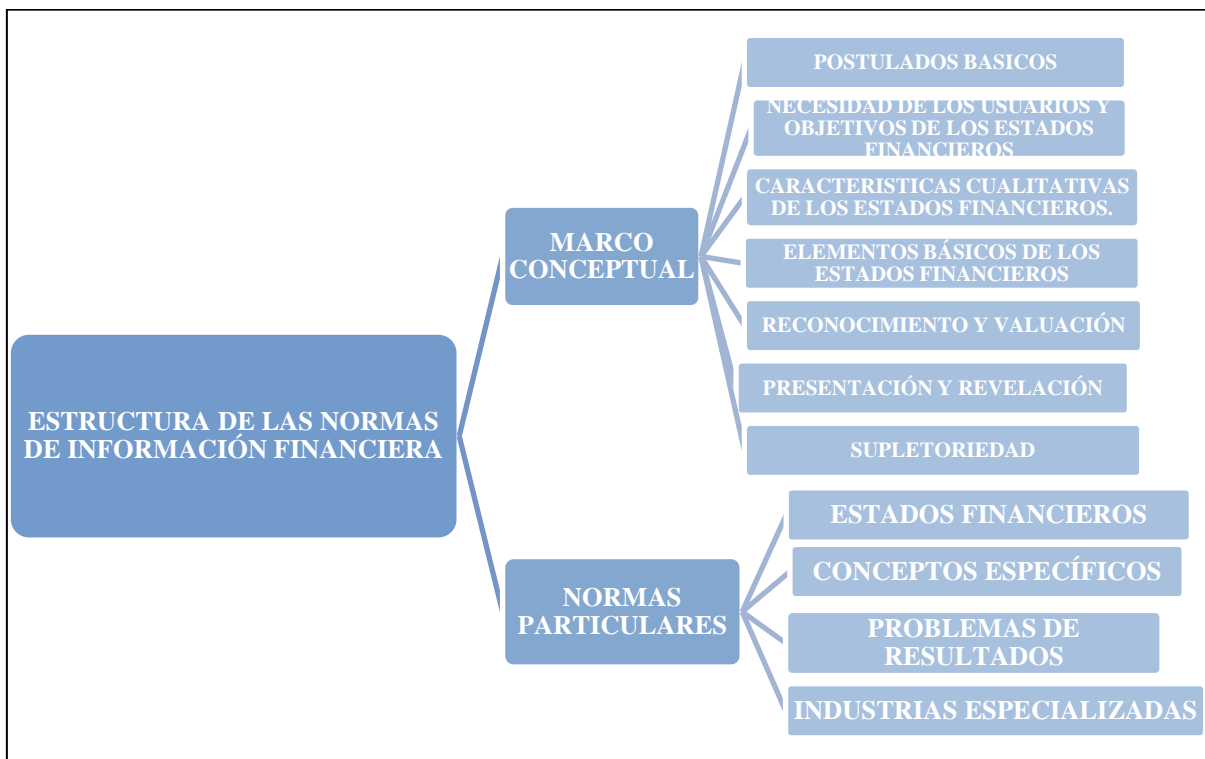 ESTRUCTURA DE LAS NORMAS
DE INFORMACIÓN FINANCIERA
MARCO
CONCEPTUAL
POSTULADOS BASICOS
NECESIDAD DE LOS USUARIOS Y
OBJETIVOS DE LOS ESTADOS
FINANCIEROS
CARACTERISTICAS CUALITATIVAS
DE LOS ESTADOS FINANCIEROS.
ELEMENTOS BÁSICOS DE LOS
ESTADOS FINANCIEROS
RECONOCIMIENTO Y VALUACIÓN
PRESENTACIÓN Y REVELACIÓN
SUPLETORIEDAD
NORMAS
PARTICULARES
ESTADOS FINANCIEROS
CONCEPTOS ESPECÍFICOS
PROBLEMAS DE
RESULTADOS
INDUSTRIAS ESPECIALIZADAS